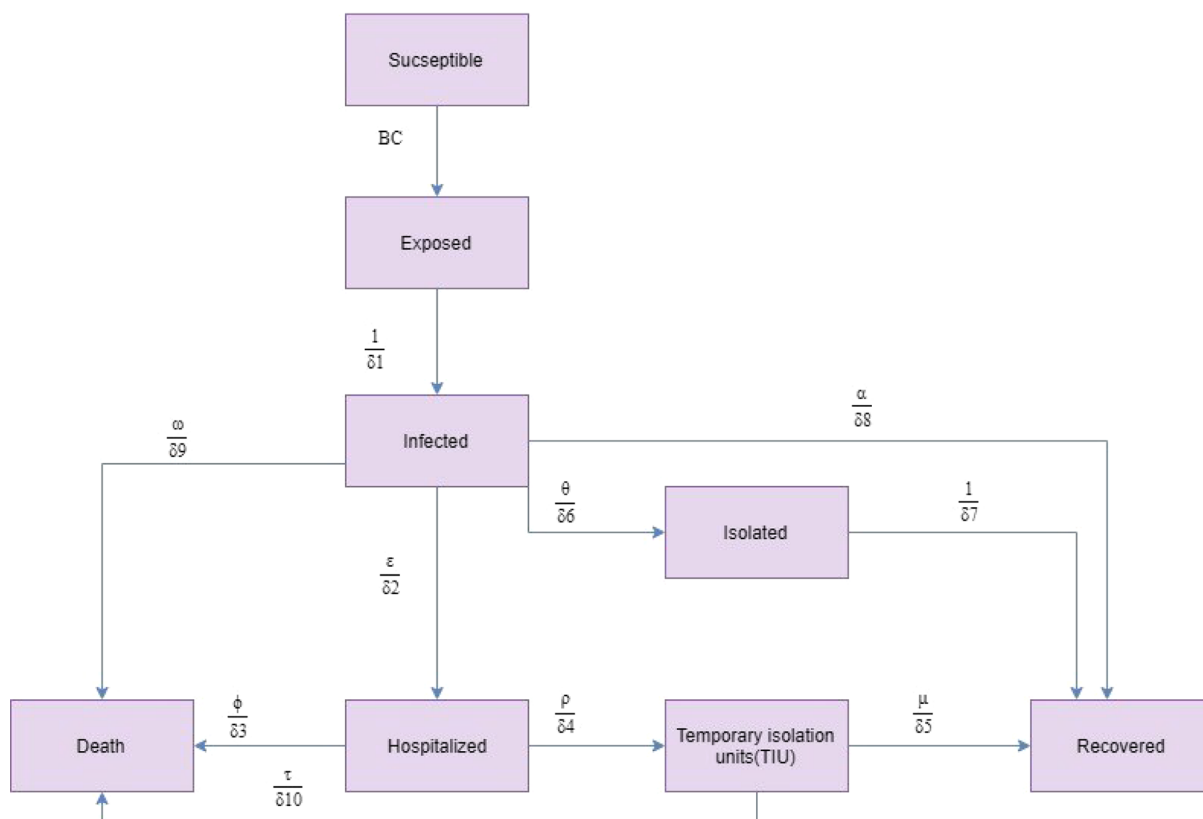 Sucseptible
BC
Exposed
1
δ1
Infected
α
δ8
ω
δ9
θ
δ6
Isolated
1
δ7
ε
δ2
Death
ϕ
δ3
Hospitalized
ρ
δ4
Temporary isolation
units(TIU)
μ
δ5
Recovered
τ
δ10